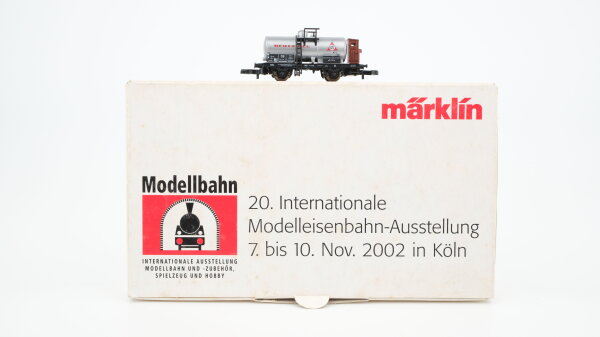 märklin
Modellbahn
INTERNATIONALE AUSSTELLUNG
MODELLBAHN UND -ZUBEHÖR,
SPIELZEUG UND HOBBY
20. Internationale
Modelleisenbahn-Ausstellung
7. bis 10. Nov. 2002 in Köln